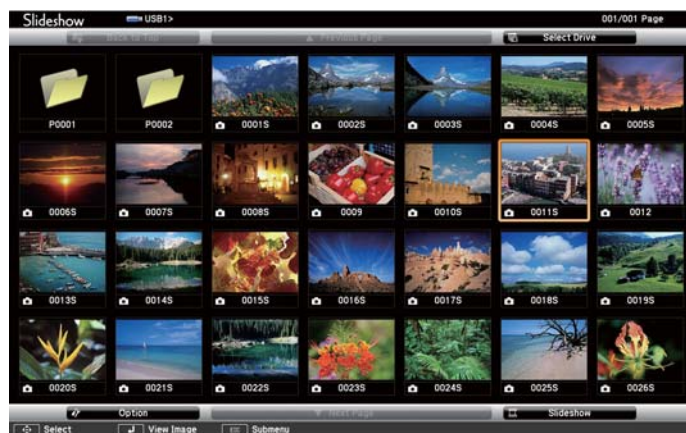 Slideshow USB1> 001/001 Page
Back to Top Previous Page Select Drive
P0001 P0002 0001S 0002S 0003S 0004S 0005S
0006S 0007S 0008S 0009 0010S 0011S 0012
0013S 0014S 0015S 0016S 0017S 0018S 0019S
0020S 0021S 0022S 0023S 0024S 0025S 0026S
Option Next Page Slideshow
Select View Image Esc Submenu